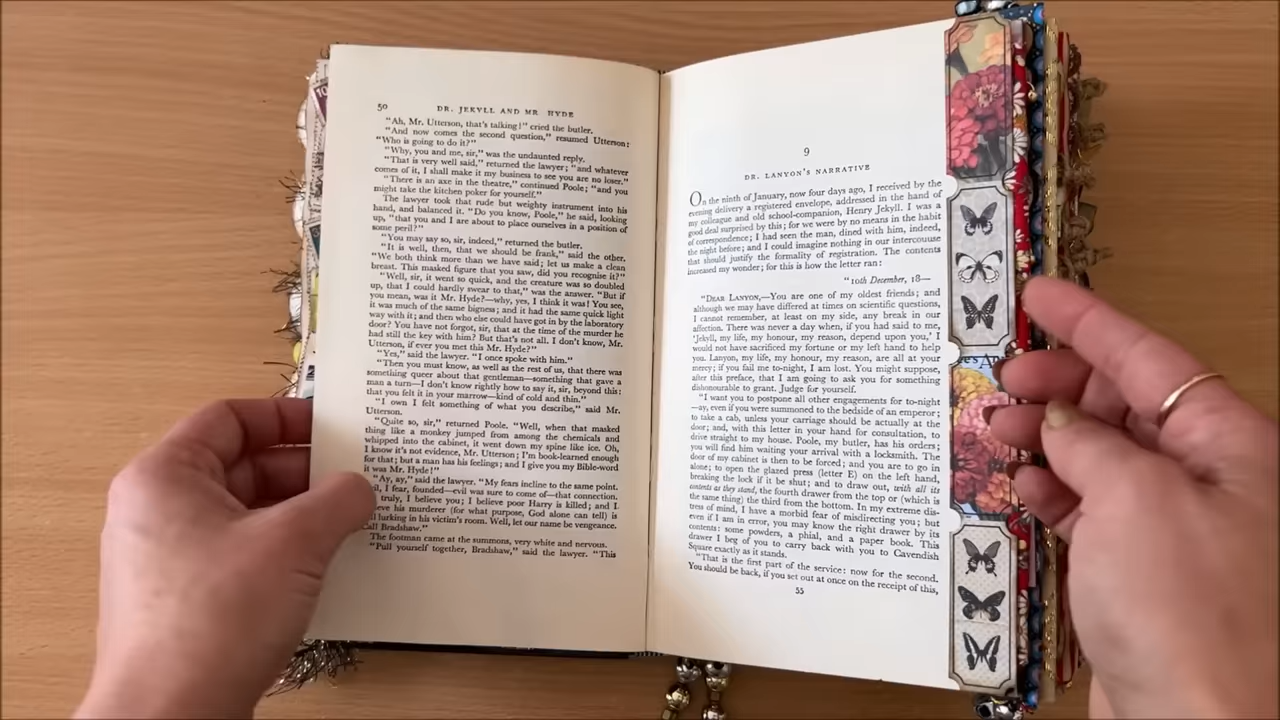 50
DR. JEKYLL AND MR. HYDE
"Ah, Mr. Utterson, that's talking!" cried the butler.
"And now comes the second question," resumed Utterson:
"Who is going to do it?"
"Why, you and me, sir," was the undaunted reply.
"That is very well said," returned the lawyer; "and whatever
comes of it, I shall make it my business to see you are no loser."
"There is an axe in the theatre," continued Poole; "and you
might take the kitchen poker for yourself."
The lawyer took that rude but weighty instrument into his
hand, and balanced it. "Do you know, Poole," he said, looking
up, "that you and I are about to place ourselves in a position of
some peril?"
"You may say so, sir, indeed," returned the butler.
"It is well, then, that we should be frank," said the other.
"We both think more than we have said; let us make a clean
breast. This masked figure that you saw, did you recognise it?"
"Well, sir, it went so quick, and the creature was so doubled
up, that I could hardly swear to that," was the answer. "But if
you mean, was it Mr. Hyde?—why, yes, I think it was! You see,
it was much of the same bigness; and it had the same quick light
way with it; and then who else could have got in by the laboratory
door? You have not forgot, sir, that at the time of the murder he
had still the key with him? But that's not all. I don't know, Mr.
Utterson, if ever you met this Mr. Hyde?"
"Yes," said the lawyer. "I once spoke with him."
"Then you must know, as well as the rest of us, that there was
something queer about that gentleman—something that gave a
man a turn—I don't know rightly how to say it, sir, beyond this:
that you felt it in your marrow—kind of cold and thin."
"I own I felt something of what you describe," said Mr.
Utterson.
"Quite so, sir," returned Poole. "Well, when that masked
thing like a monkey jumped from among the chemicals and
whipped into the cabinet, it went down my spine like ice. Oh,
I know it's not evidence, Mr. Utterson; I'm book-learned enough
for that; but a man has his feelings; and I give you my Bible-word
it was Mr. Hyde!"
"Ay, ay," said the lawyer. "My fears incline to the same point.
I fear, founded—evil was sure to come—of that connection.
truly, I believe you; I believe poor Harry is killed; and I
his murderer (for what purpose, God alone can tell) is
lurking in his victim's room. Well, let our name be vengeance.
Call Bradshaw."
The footman came at the summons, very white and nervous.
"Pull yourself together, Bradshaw," said the lawyer. "This
9
DR. LANYON'S NARRATIVE
On the ninth of January, now four days ago, I received by the
evening delivery a registered envelope, addressed in the hand of
my colleague and old school-companion, Henry Jekyll. I was a
good deal surprised by this; for we were by no means in the habit
of correspondence; I had seen the man, dined with him, indeed,
the night before; and I could imagine nothing in our intercourse
that should justify the formality of registration. The contents
increased my wonder; for this is how the letter ran:
"10th December, 18—
"DEAR LANYON,—You are one of my oldest friends; and
although we may have differed at times on scientific questions,
I cannot remember, at least on my side, any break in our
affection. There was never a day when, if you had said to me,
'Jekyll, my life, my honour, my reason, depend upon you,' I
would not have sacrificed my fortune or my left hand to help
you. Lanyon, my life, my honour, my reason, are all at your
mercy; if you fail me to-night, I am lost. You might suppose,
after this preface, that I am going to ask you for something
dishonourable to grant. Judge for yourself.
"I want you to postpone all other engagements for to-night
—ay, even if you were summoned to the bedside of an emperor;
to take a cab, unless your carriage should be actually at the
door; and, with this letter in your hand for consultation, to
drive straight to my house. Poole, my butler, has his orders;
you will find him waiting your arrival with a locksmith. The
door of my cabinet is then to be forced; and you are to go in
alone; to open the glazed press (letter E) on the left hand,
breaking the lock if it be shut; and to draw out, with all its
contents as they stand, the fourth drawer from the top or (which is
the same thing) the third from the bottom. In my extreme dis-
tress of mind, I have a morbid fear of misdirecting you; but
even if I am in error, you may know the right drawer by its
contents: some powders, a phial, and a paper book. This
drawer I beg of you to carry back with you to Cavendish
Square exactly as it stands.
"That is the first part of the service: now for the second.
You should be back, if you set out at once on the receipt of this,
55